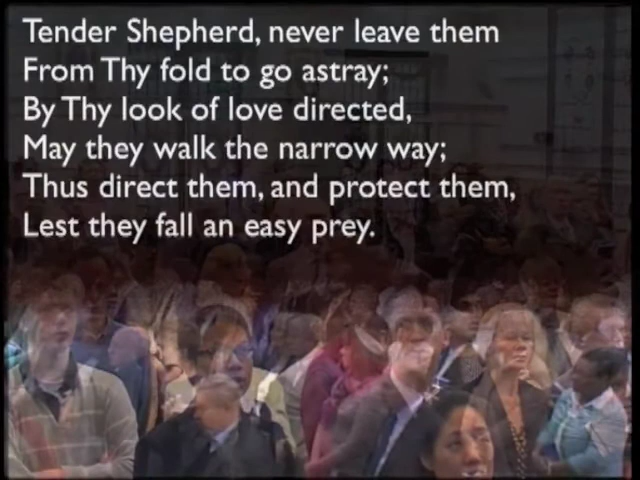 Tender Shepherd, never leave them
From Thy fold to go astray;
By Thy look of love directed,
May they walk the narrow way;
Thus direct them, and protect them,
Lest they fall an easy prey.